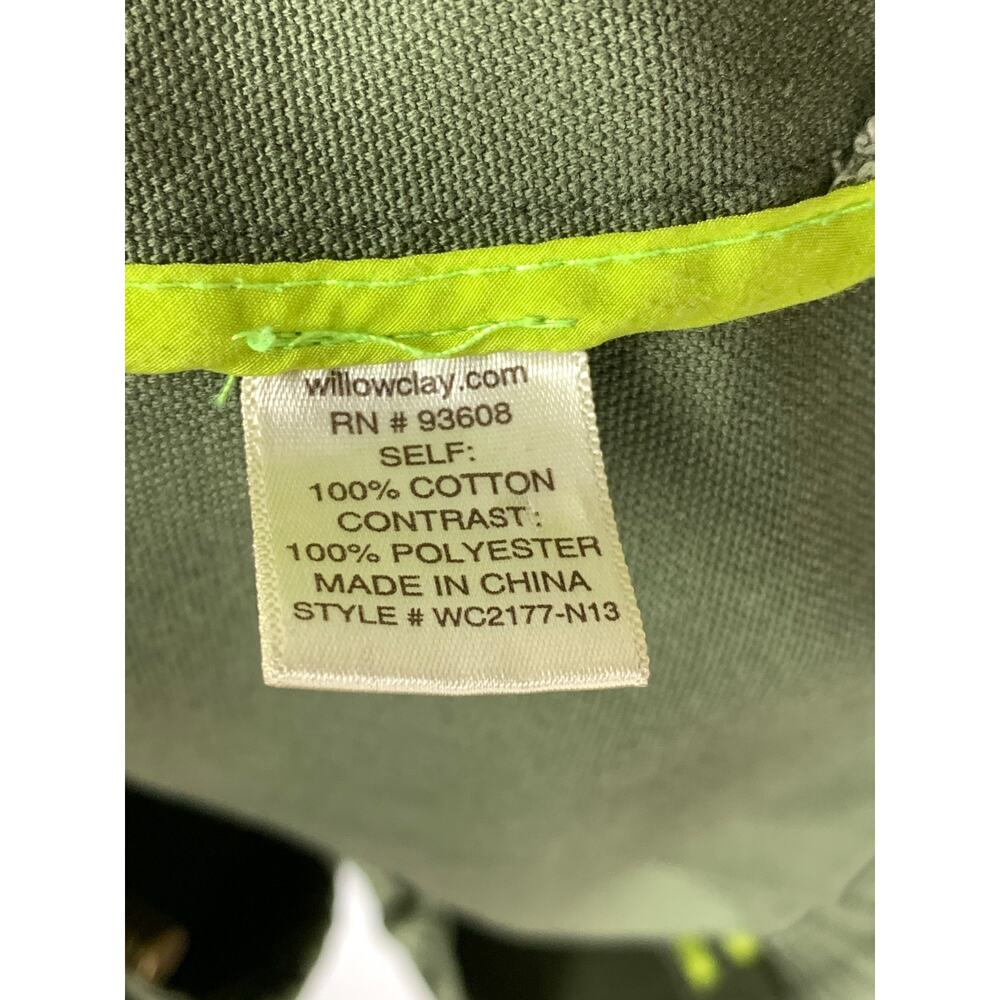 willowclay.com
RN # 93608
SELF:
100% COTTON
CONTRAST:
100% POLYESTER
MADE IN CHINA
STYLE # WC2177-N13